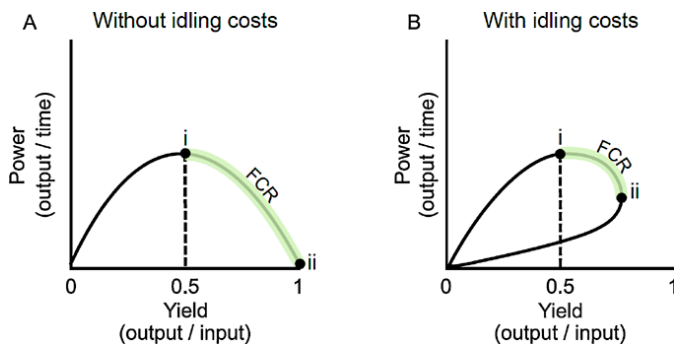 A
Without idling costs
Power
(output / time)
i
FCR
ii
0
0.5
1
Yield
(output / input)
B
With idling costs
Power
(output / time)
i
FCR
ii
0
0.5
1
Yield
(output / input)